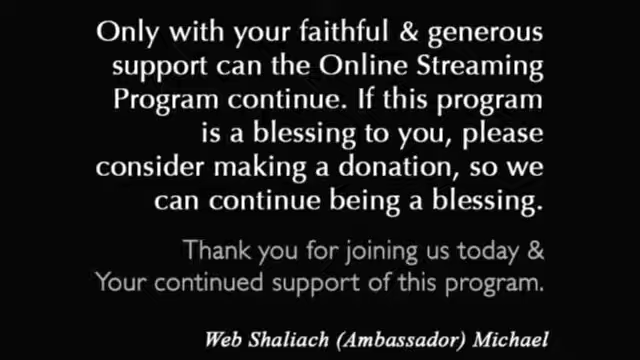 Only with your faithful & generous
support can the Online Streaming
Program continue. If this program
is a blessing to you, please
consider making a donation, so we
can continue being a blessing.
Thank you for joining us today &
Your continued support of this program.
Web Shaliach (Ambassador) Michael